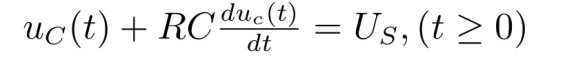 $u_C(t) + RC\frac{du_c(t)}{dt} = U_S, (t \geq 0)$